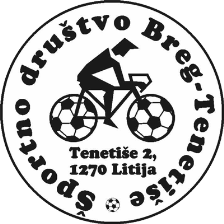 Športno društvo Breg-Tenetiše
Tenetiše 2,
1270 Litija